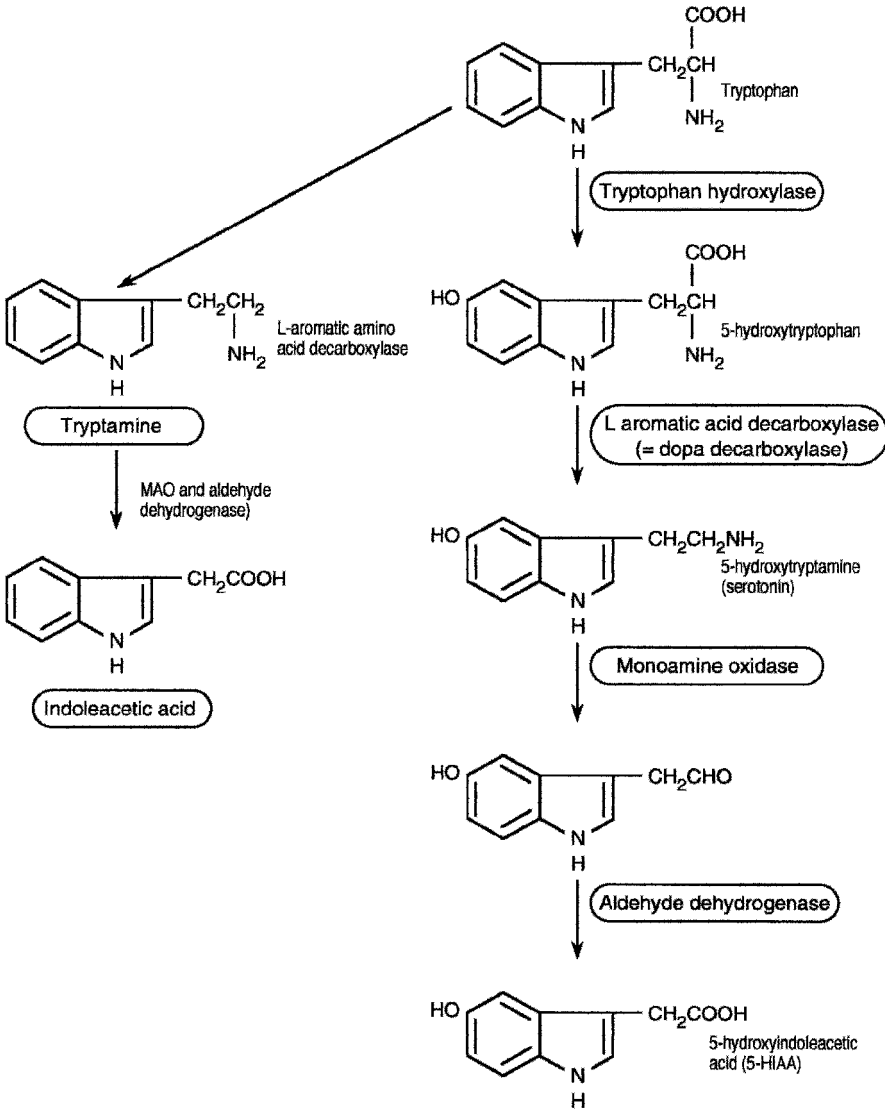 COOH
CH2CH
Tryptophan
NH2
N
H
Tryptophan hydroxylase
COOH
HO
CH2CH
5-hydroxytryptophan
NH2
N
H
CH2CH2
L-aromatic amino
acid decarboxylase
NH2
N
H
Tryptamine
L aromatic acid decarboxylase
(= dopa decarboxylase)
MAO and aldehyde
dehydrogenase)
HO
CH2CH2NH2
5-hydroxytryptamine
(serotonin)
N
H
CH2COOH
N
H
Indoleacetic acid
Monoamine oxidase
HO
CH2CHO
N
H
Aldehyde dehydrogenase
HO
CH2COOH
5-hydroxyindoleacetic
acid (5-HIAA)
N
H